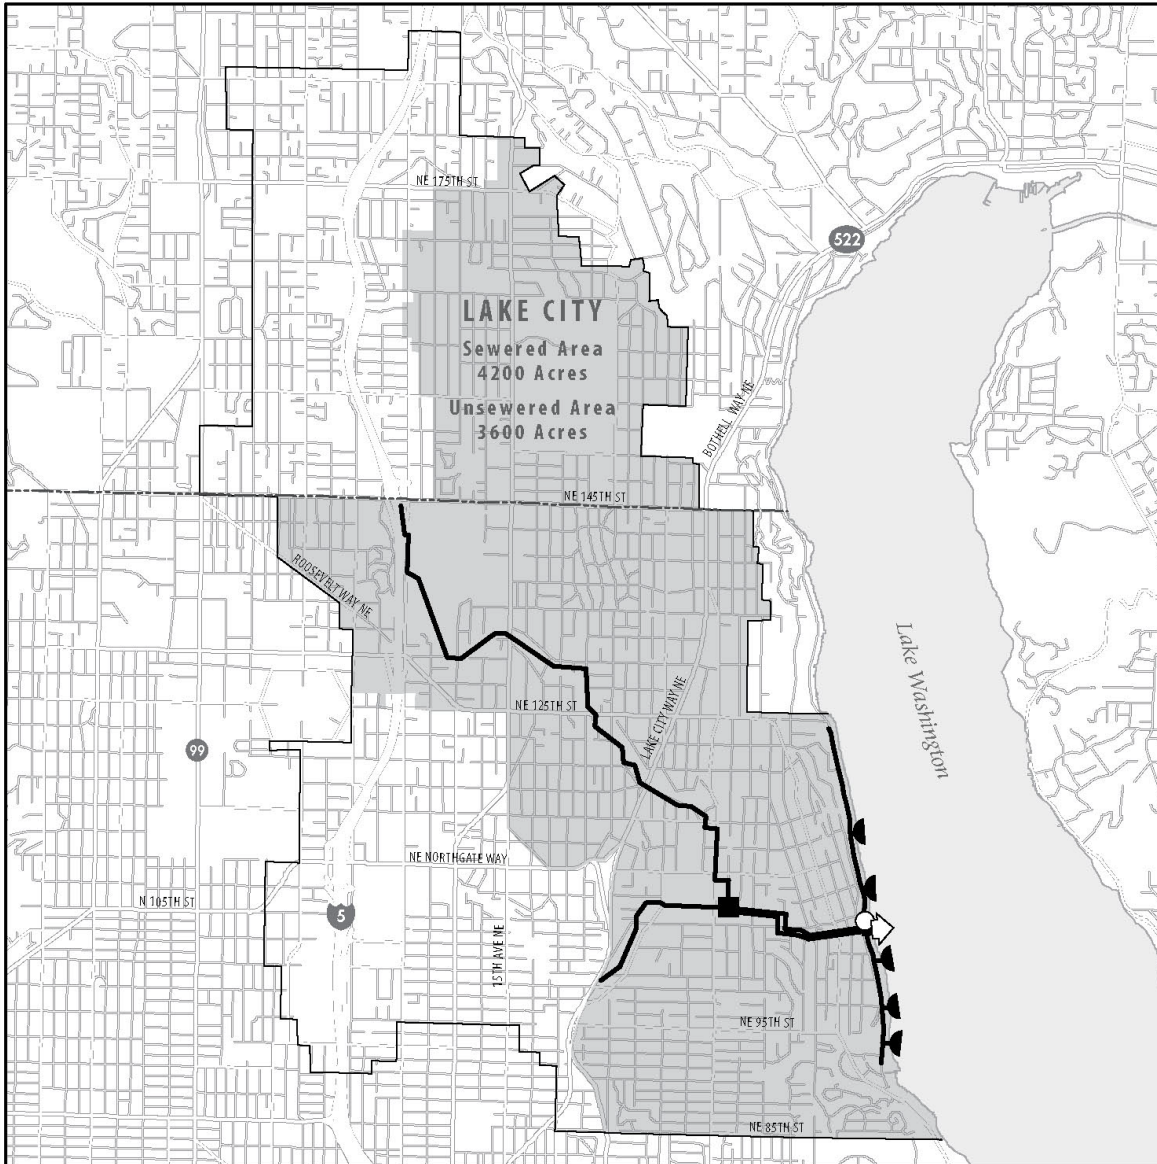 NE 175TH ST
522
LAKE CITY
Sewered Area
4200 Acres
Unsewered Area
3600 Acres
BOTHELL WAY NE
NE 145TH ST
ROOSEVELT WAY NE
Lake Washington
NE 125TH ST
LAKE CITY WAY NE
99
NE NORTHGATE WAY
N 105TH ST
5
15TH AVE NE
NE 95TH ST
NE 85TH ST